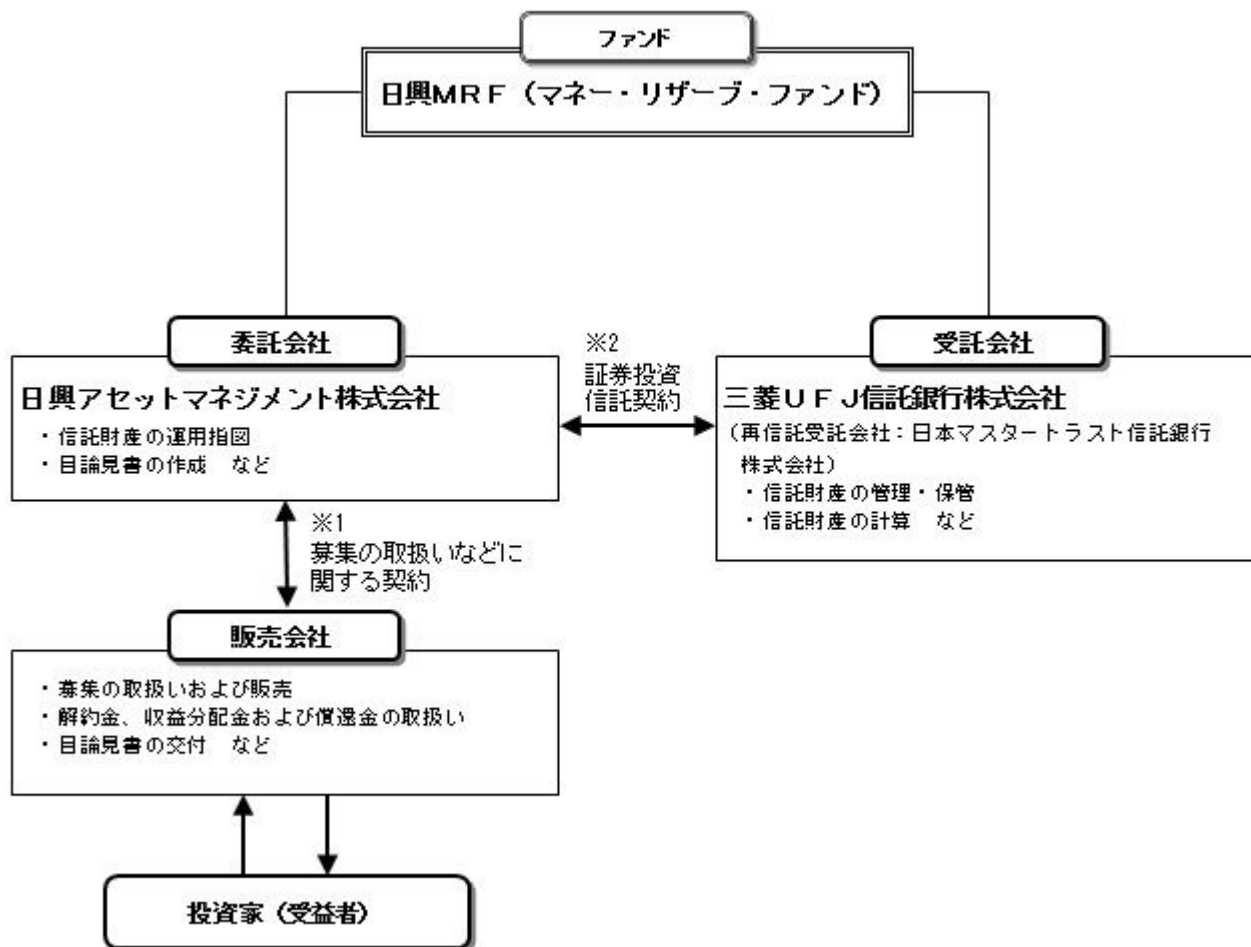 ファンド
日興MRF（マネー・リザーブ・ファンド）
委託会社
日興アセットマネジメント株式会社
・信託財産の運用指図
・目論見書の作成　など
※2
証券投資
信託契約
受託会社
三菱UFJ信託銀行株式会社
（再信託受託会社：日本マスタートラスト信託銀行
株式会社）
・信託財産の管理・保管
・信託財産の計算　など
※1
募集の取扱いなどに
関する契約
販売会社
・募集の取扱いおよび販売
・解約金、収益分配金および償還金の取扱い
・目論見書の交付　など
投資家（受益者）